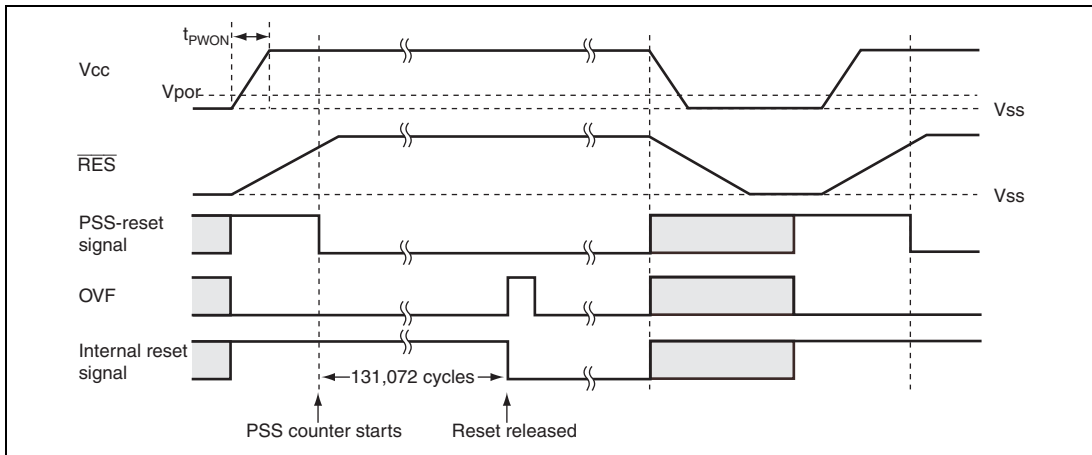 tPWON
Vcc
Vpor
Vss
RES
Vss
PSS-reset
signal
OVF
Internal reset
signal
131,072 cycles
PSS counter starts
Reset released